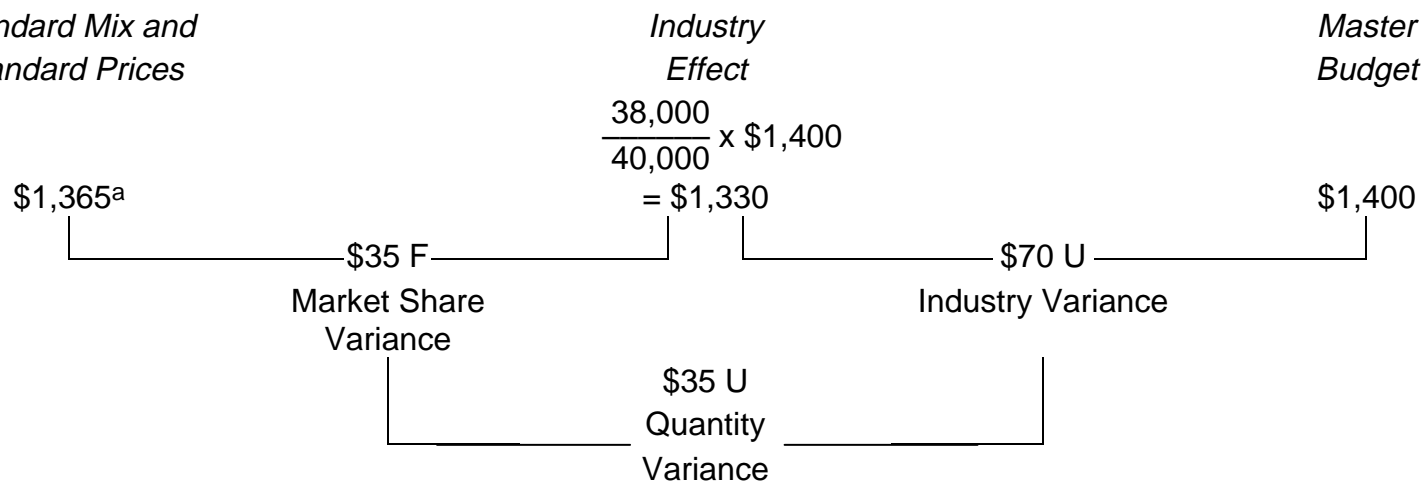 ndard Mix and Industry Master
andard Prices Effect Budget
38,000
40,000 x $1,400
$1,365a = $1,330 $1,400
$35 F $70 U
Market Share Industry Variance
Variance
$35 U
Quantity
Variance